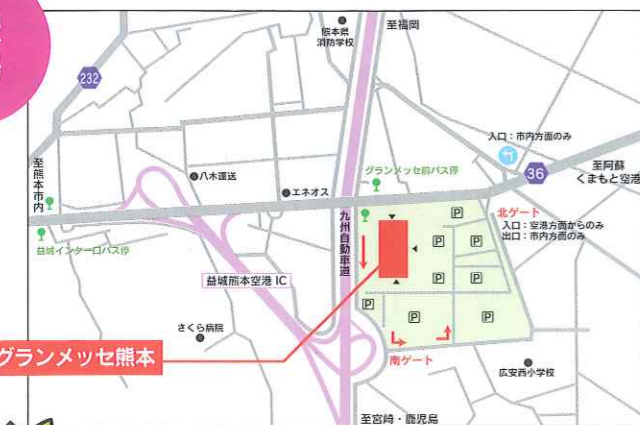 至福岡
熊本県
消防学校
232
入口：市内方面のみ
36
至阿蘇
くまもと空港
至熊本市内
八木運送
エネオス
グランメッセ前バス停
北ゲート
入口：空港方面からのみ
出口：市内方面のみ
益城インター口バス停
九州自動車道
益城熊本空港 IC
P
P
P
P
P
P
P
P
さくら病院
グランメッセ熊本
南ゲート
広安西小学校
至宮崎・鹿児島